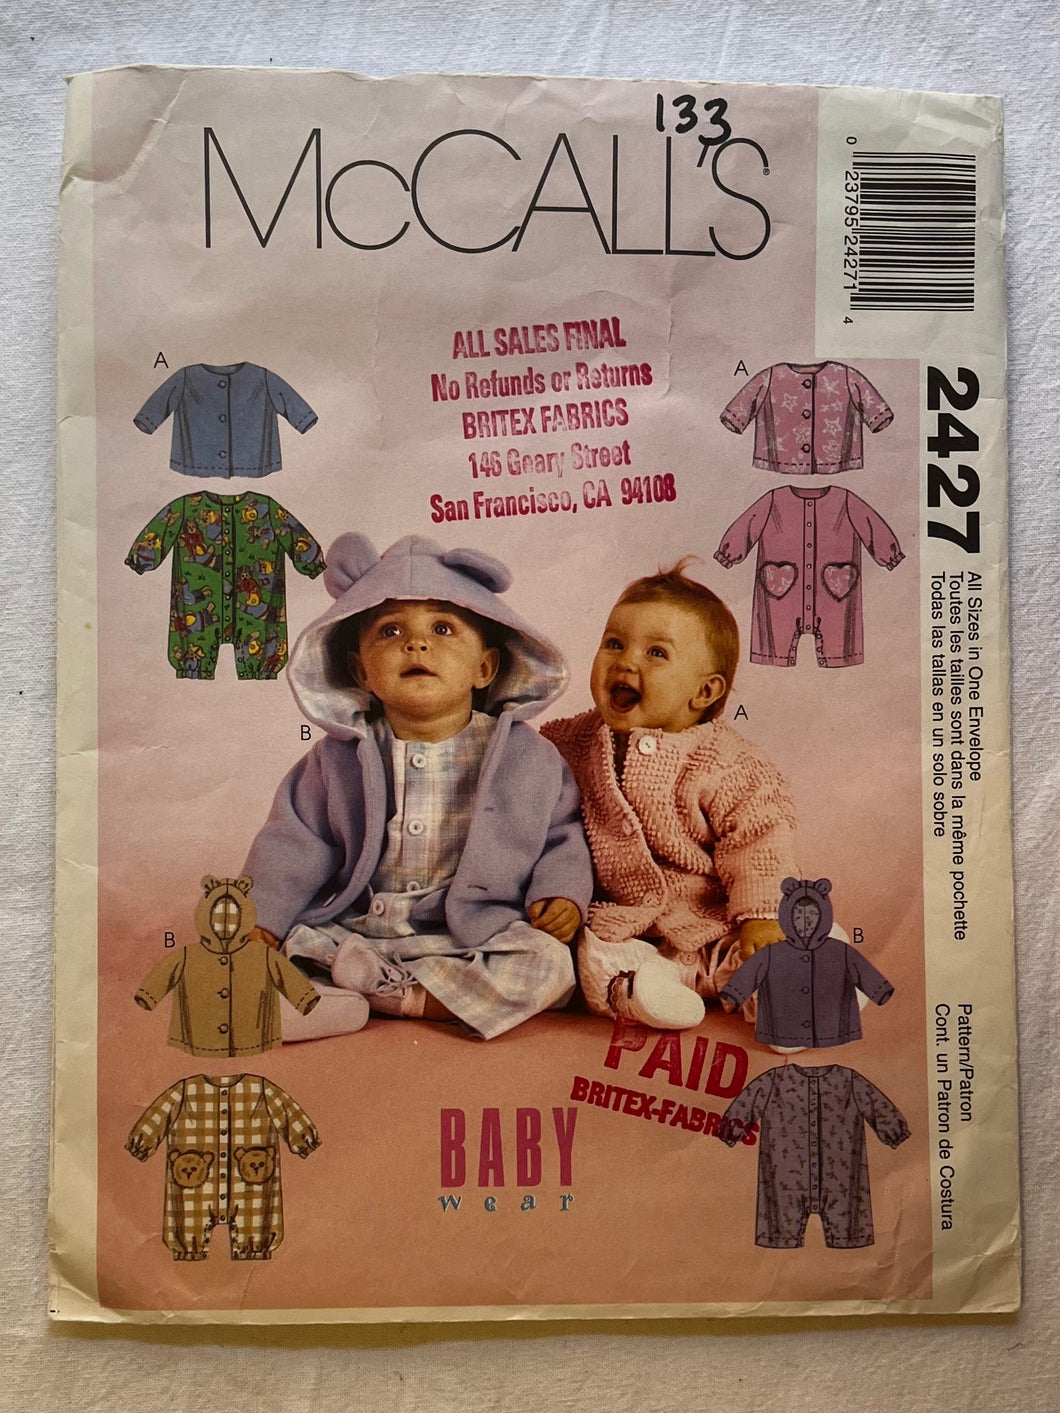 133
McCALL'S®
0 23795 24271 4
2427
All Sizes in One Envelope
Toutes les tailles sont dans la même pochette
Todas las tallas en un solo sobre
Pattern/Patron
Cont. un Patron de Costura
ALL SALES FINAL
No Refunds or Returns
BRITEX FABRICS
146 Geary Street
San Francisco, CA 94108
A
A
B
A
B
B
PAID
BRITEX-FABRICS
BABY
wear